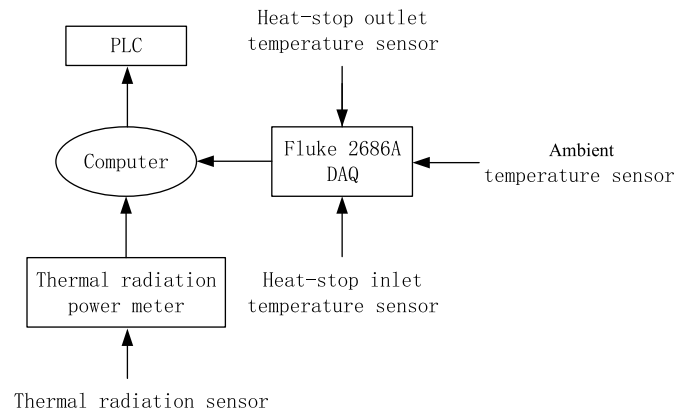 Heat-stop outlet
temperature sensor
PLC
Computer
Fluke 2686A
DAQ
Ambient
temperature sensor
Thermal radiation
power meter
Heat-stop inlet
temperature sensor
Thermal radiation sensor